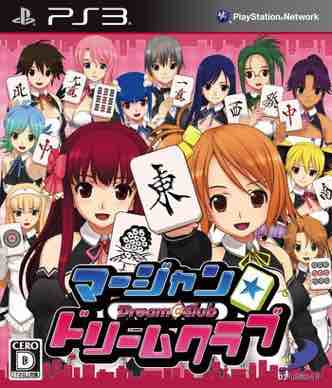 PS3
PlayStation®Network
北
東
西
中
東
マージャン★
Dream Club
ドリームクラブ
CERO
D